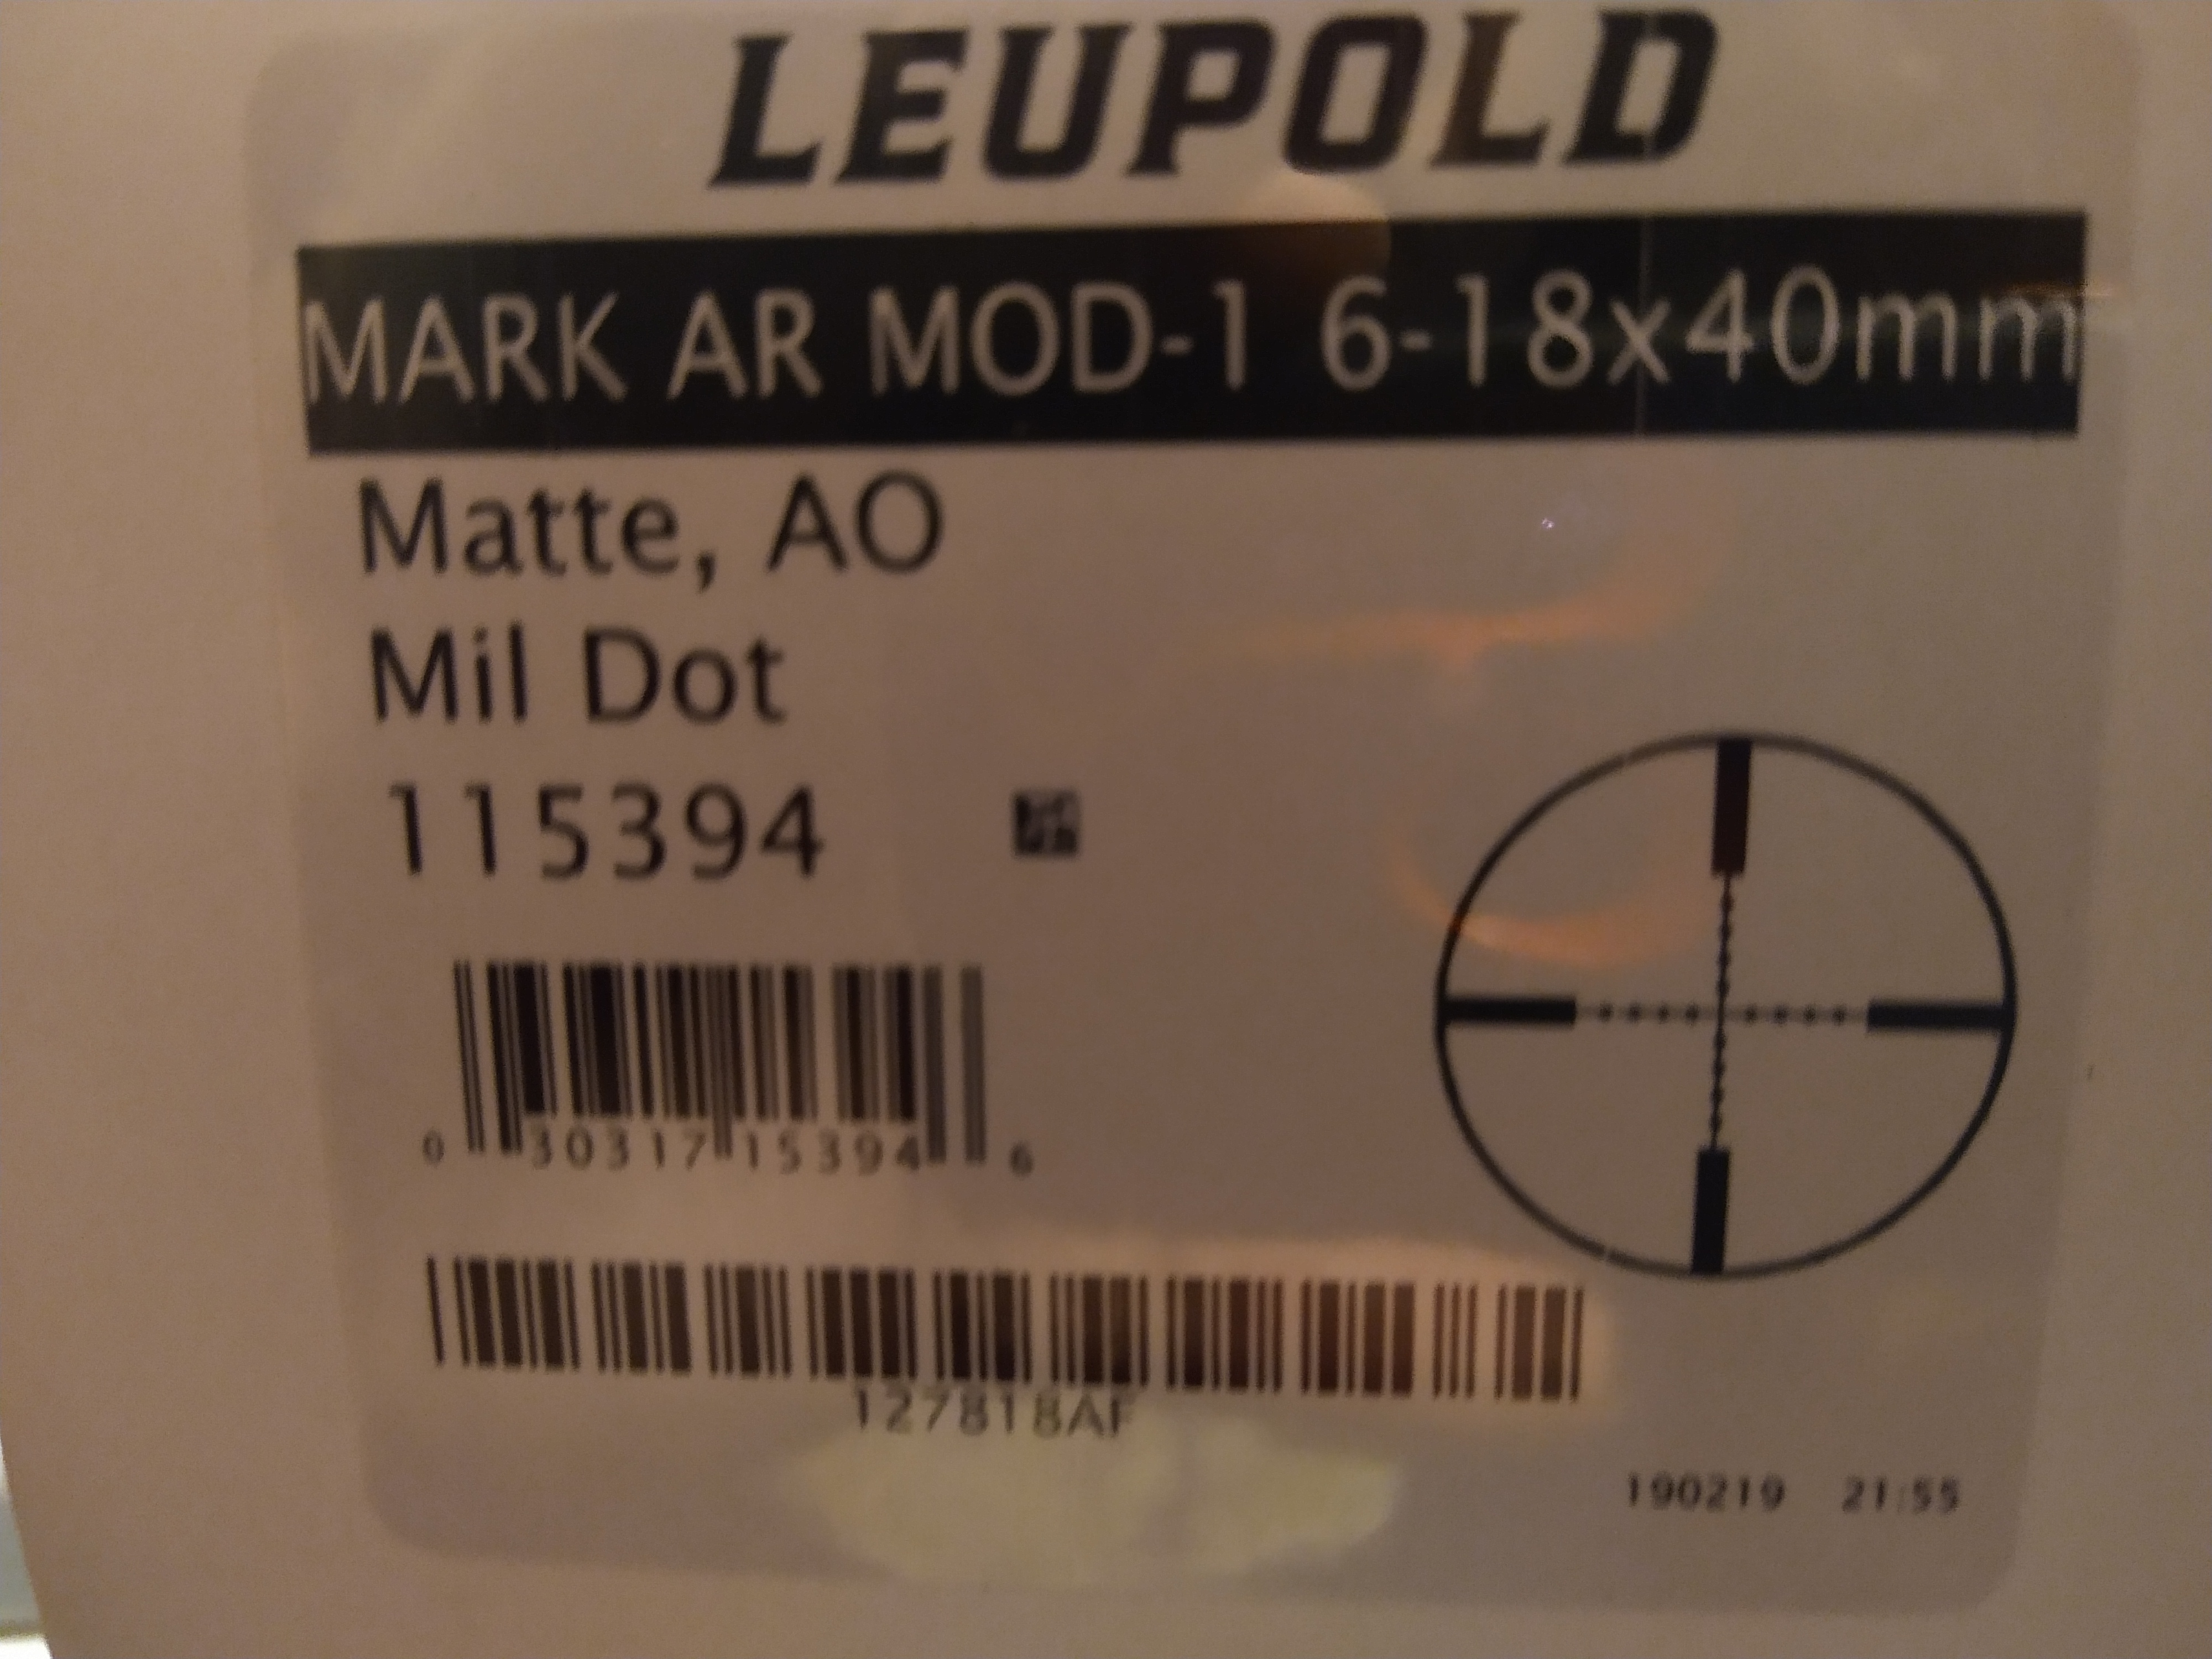 LEUPOLD
MARK AR MOD-1 6-18x40mm
Matte, AO
Mil Dot
115394
0 30317 15394 6
127818AF
190219 21:55